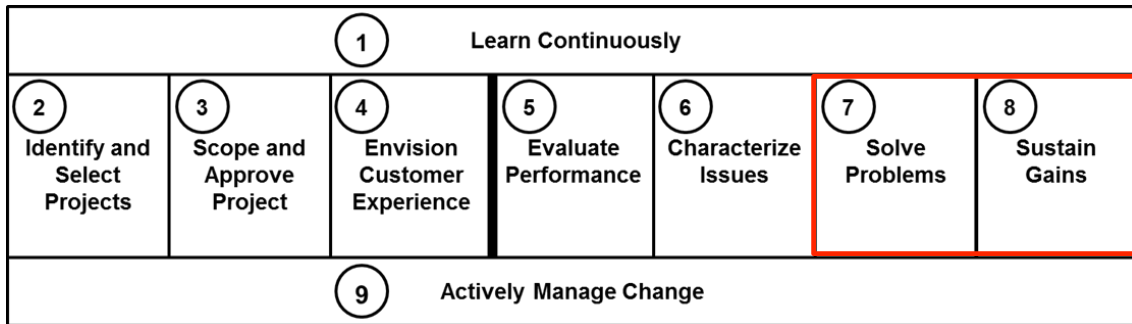 1 Learn Continuously
2
Identify and
Select
Projects
3
Scope and
Approve
Project
4
Envision
Customer
Experience
5
Evaluate
Performance
6
Characterize
Issues
7
Solve
Problems
8
Sustain
Gains
9 Actively Manage Change